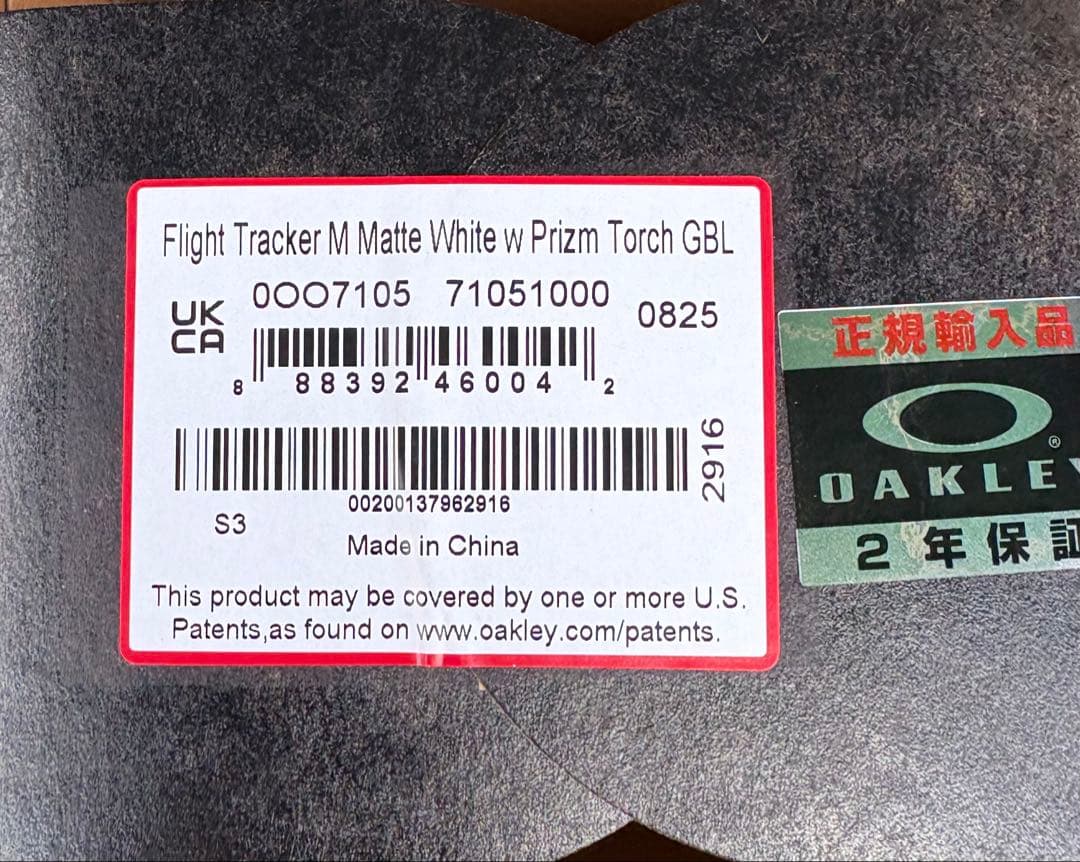 Flight Tracker M Matte White w Prizm Torch GBL
UK
CA
0OO7105 71051000
0825
8 88392 46004 2
00200137962916
2916
S3
Made in China
This product may be covered by one or more U.S.
Patents,as found on www.oakley.com/patents.
正規輸入品
®
OAKLEY
2年保証